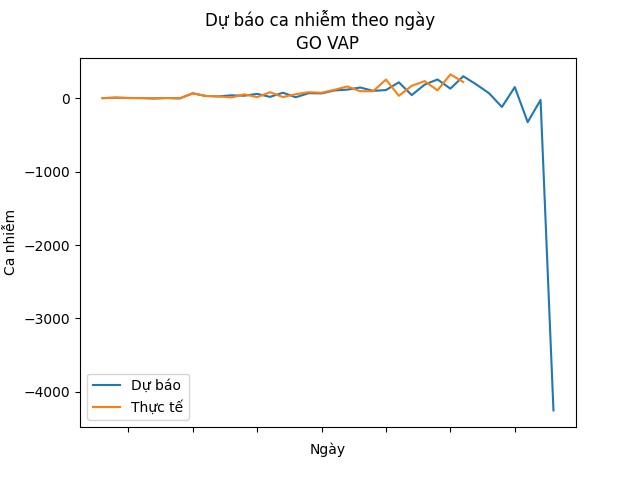 Dự báo ca nhiễm theo ngày
GO VAP
Ca nhiễm
0
−1000
−2000
−3000
−4000
Dự báo
Thực tế
Ngày